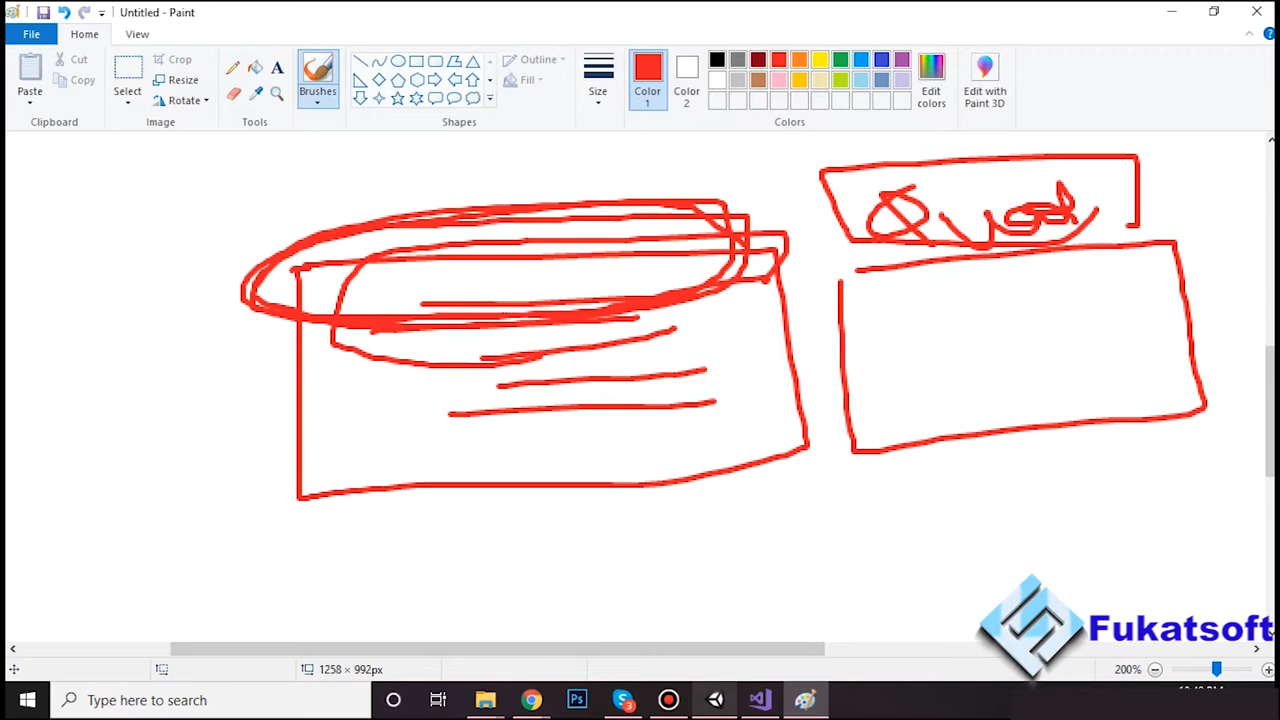 Untitled - Paint
File Home View
Paste
Cut
Copy
Clipboard
Select
Crop
Resize
Rotate
Image
Tools
Brushes
Shapes
Outline
Fill
Size
Color 1
Color 2
Colors
Edit colors
Edit with Paint 3D
Fukatsoft
1258 × 992px
200%
Type here to search
Ps
3